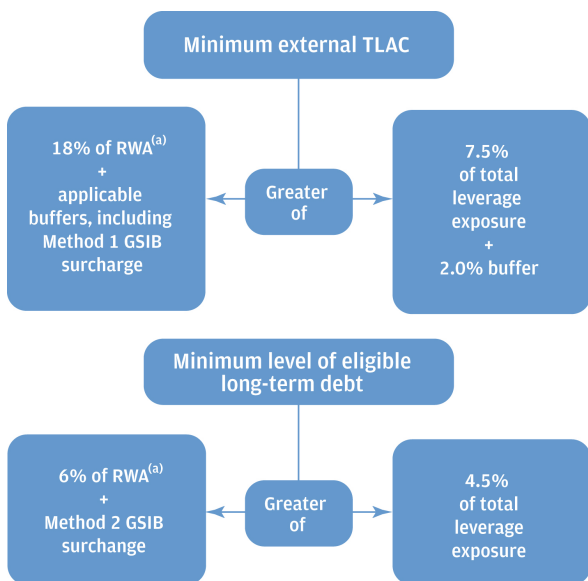 Minimum external TLAC
18% of RWA(a)
+
applicable
buffers, including
Method 1 GSIB
surcharge
Greater
of
7.5%
of total
leverage
exposure
+
2.0% buffer
Minimum level of eligible
long-term debt
6% of RWA(a)
+
Method 2 GSIB
surchange
Greater
of
4.5%
of total
leverage
exposure